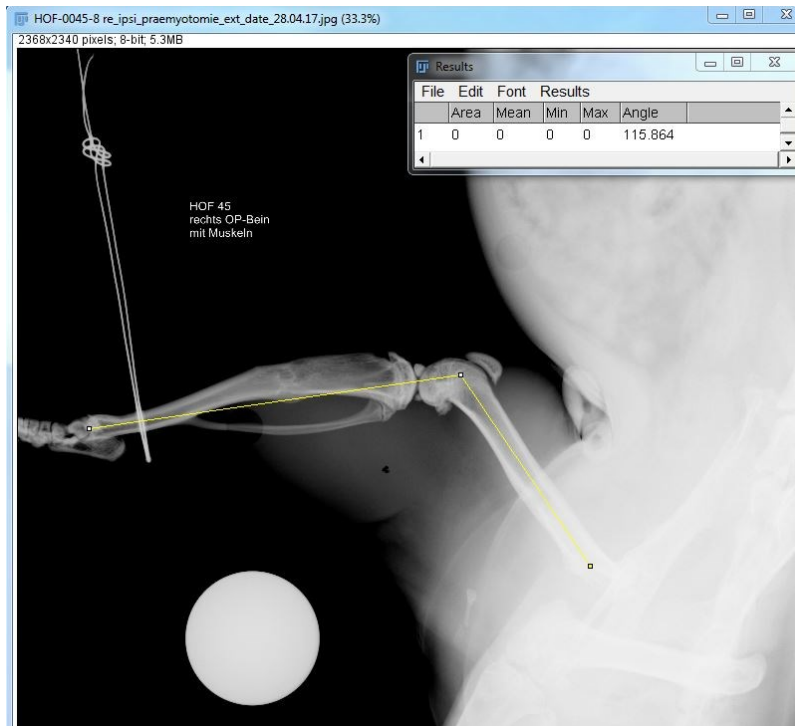 HOF-0045-8 re_ipsi_praemyotomie_ext_date_28.04.17.jpg (33.3%)
2368x2340 pixels; 8-bit; 5.3MB
Results
File Edit Font Results
Area Mean Min Max Angle
1 0 0 0 0 115.864
HOF 45
rechts OP-Bein
mit Muskeln